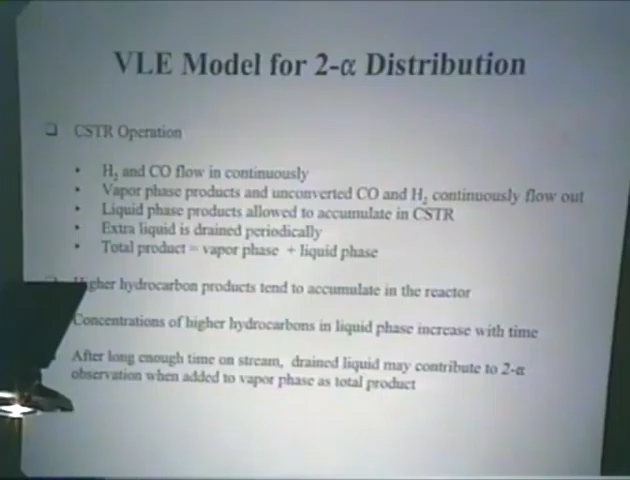 VLE Model for 2-α Distribution
❑ CSTR Operation
• H₂ and CO flow in continuously
• Vapor phase products and unconverted CO and H₂ continuously flow out
• Liquid phase products allowed to accumulate in CSTR
• Extra liquid is drained periodically
• Total product = vapor phase + liquid phase
Higher hydrocarbon products tend to accumulate in the reactor
Concentrations of higher hydrocarbons in liquid phase increase with time
After long enough time on stream, drained liquid may contribute to 2-α
observation when added to vapor phase as total product